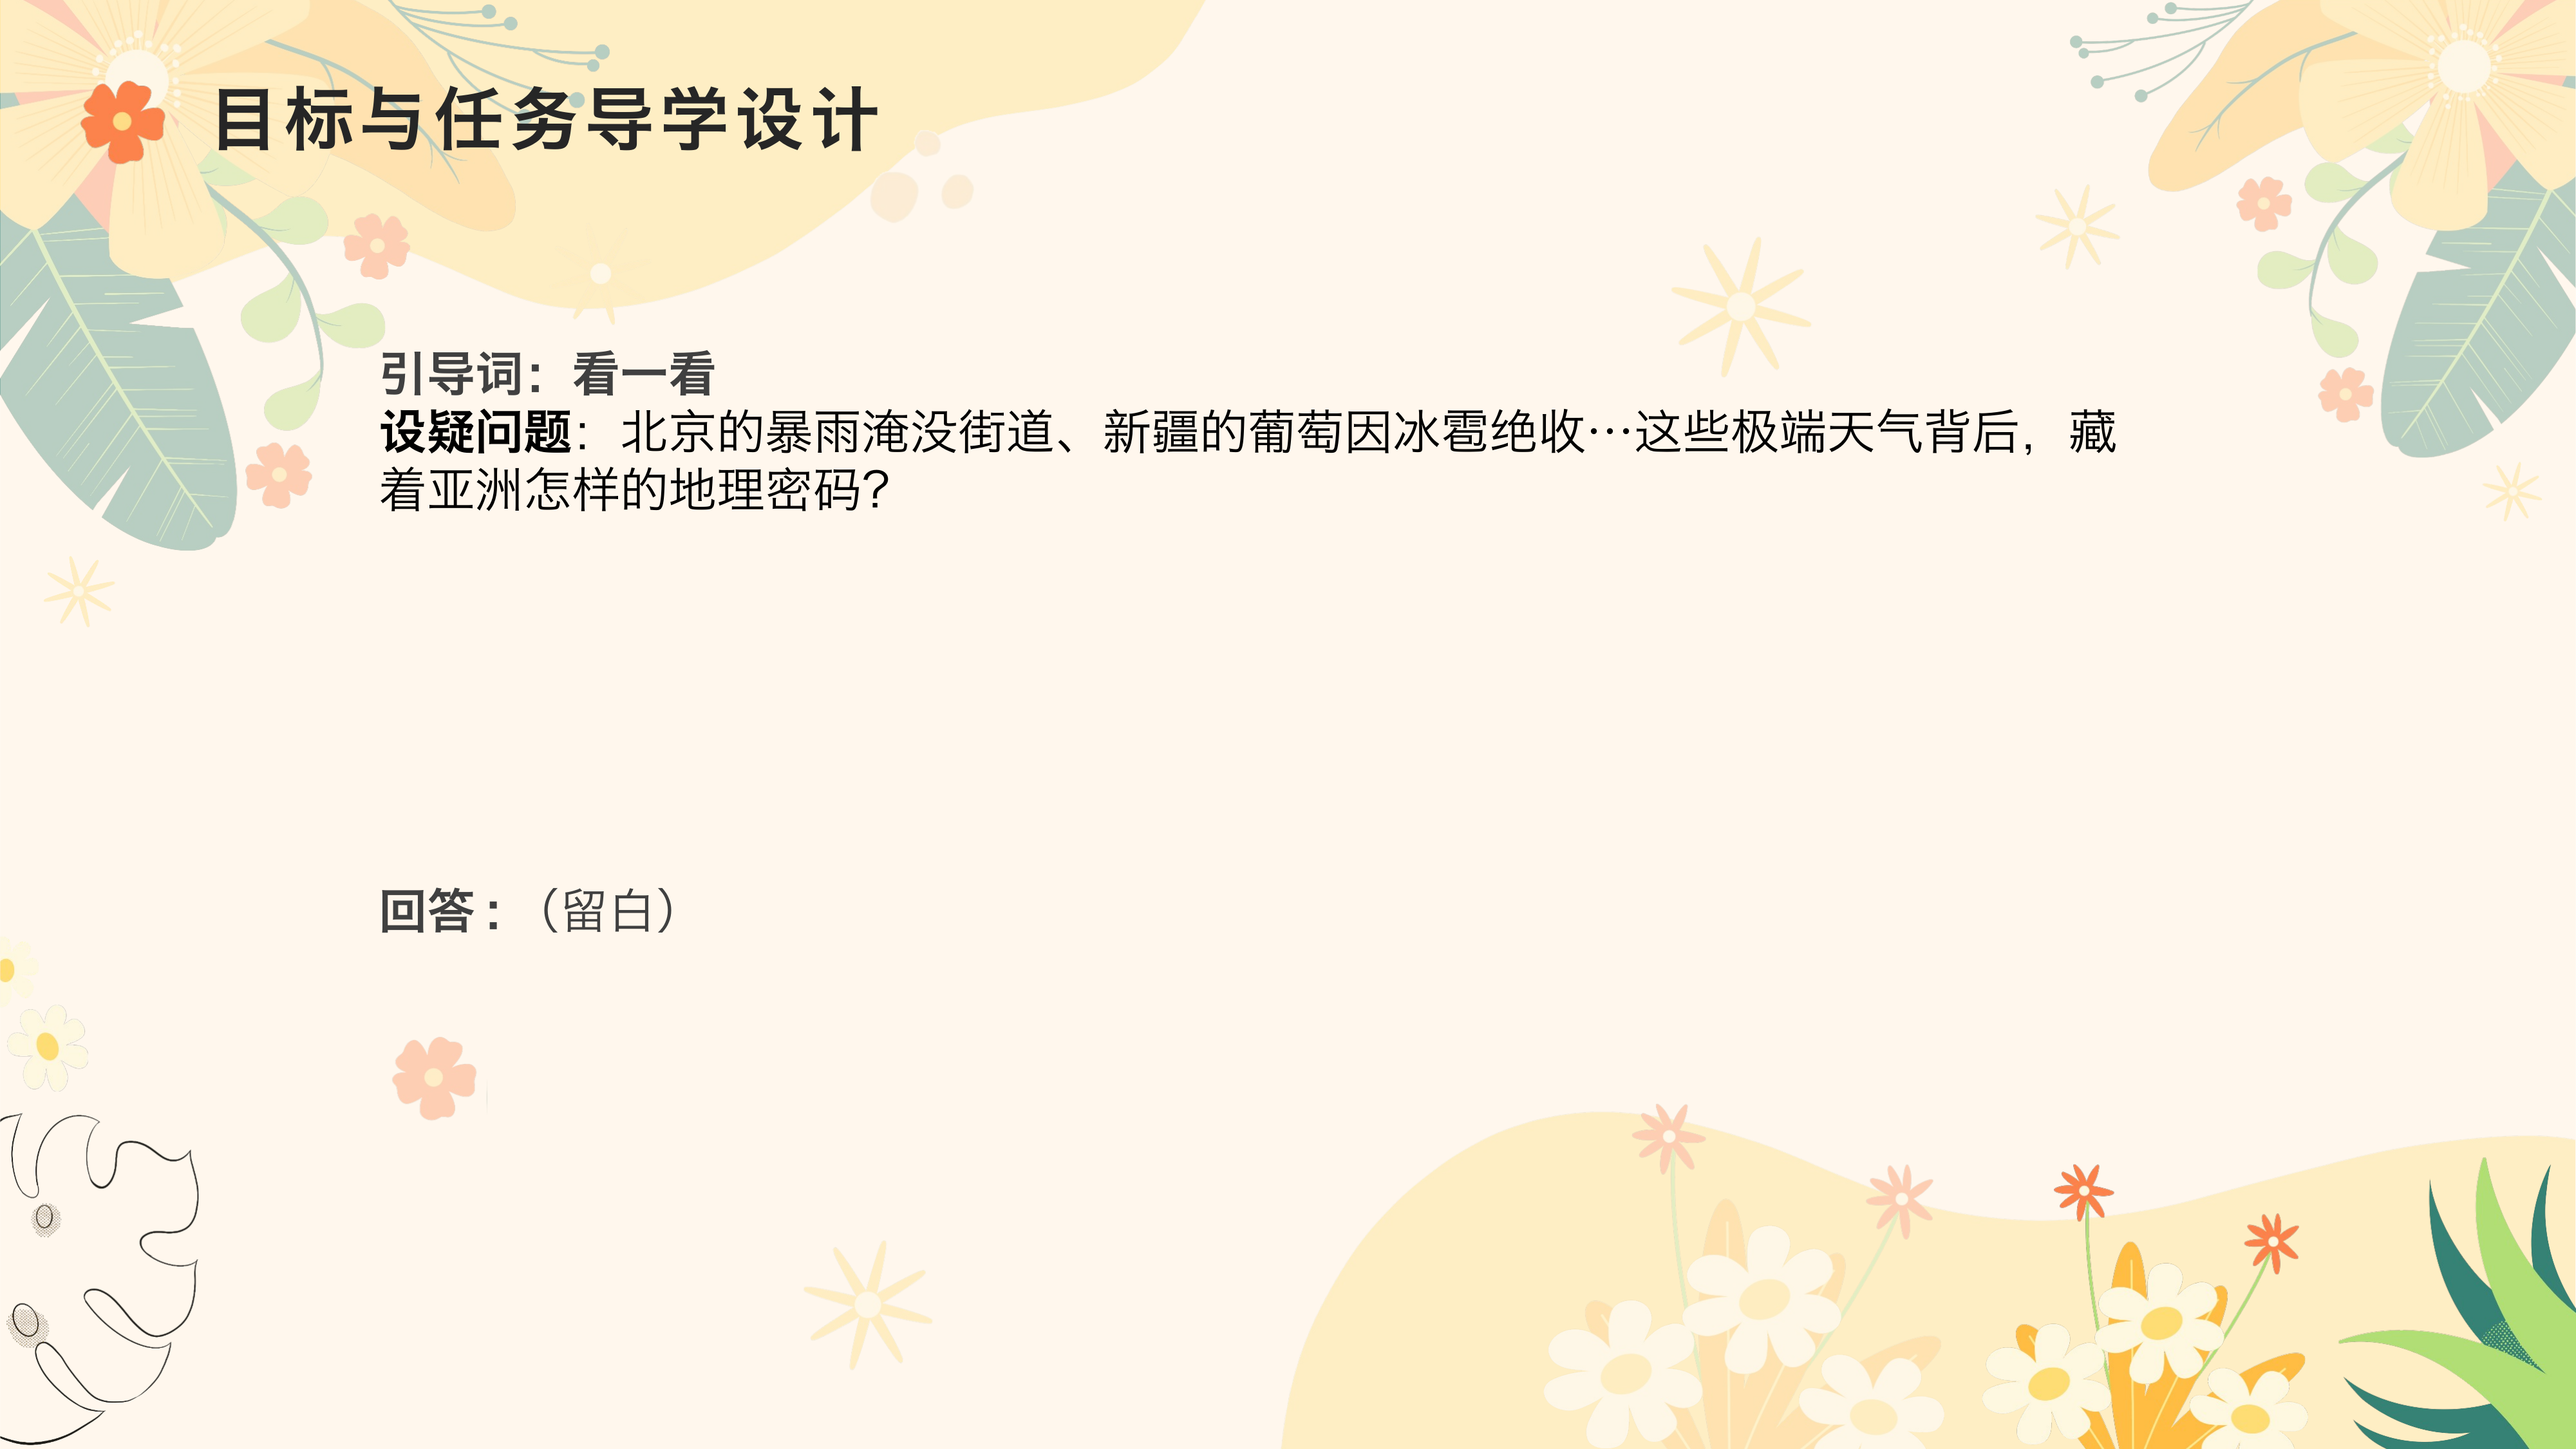 目标与任务导学设计
引导词：看一看
设疑问题：北京的暴雨淹没街道、新疆的葡萄因冰雹绝收…这些极端天气背后，藏
着亚洲怎样的地理密码？
回答：（留白）